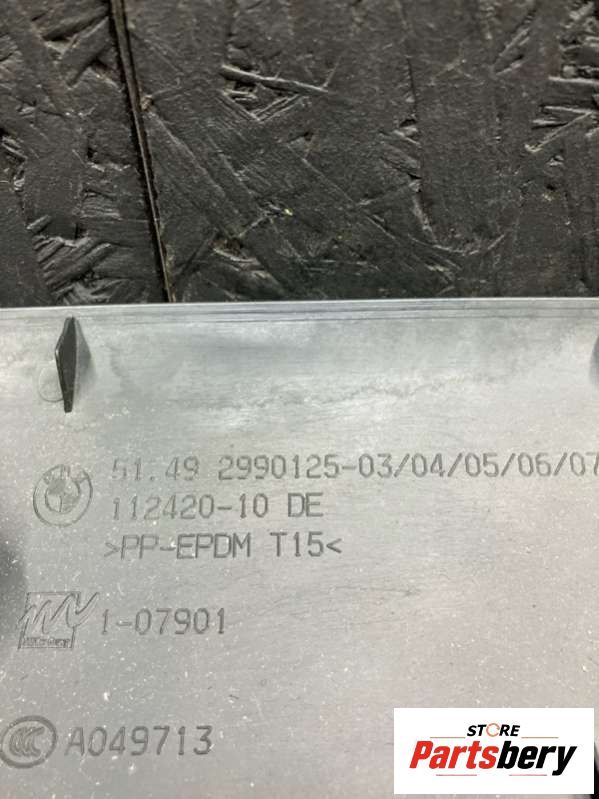 51.49 2990125-03/04/05/06/07
112420-10 DE
>PP-EPDM T15<
1-07901
CCC A049713
STORE
Partsbery